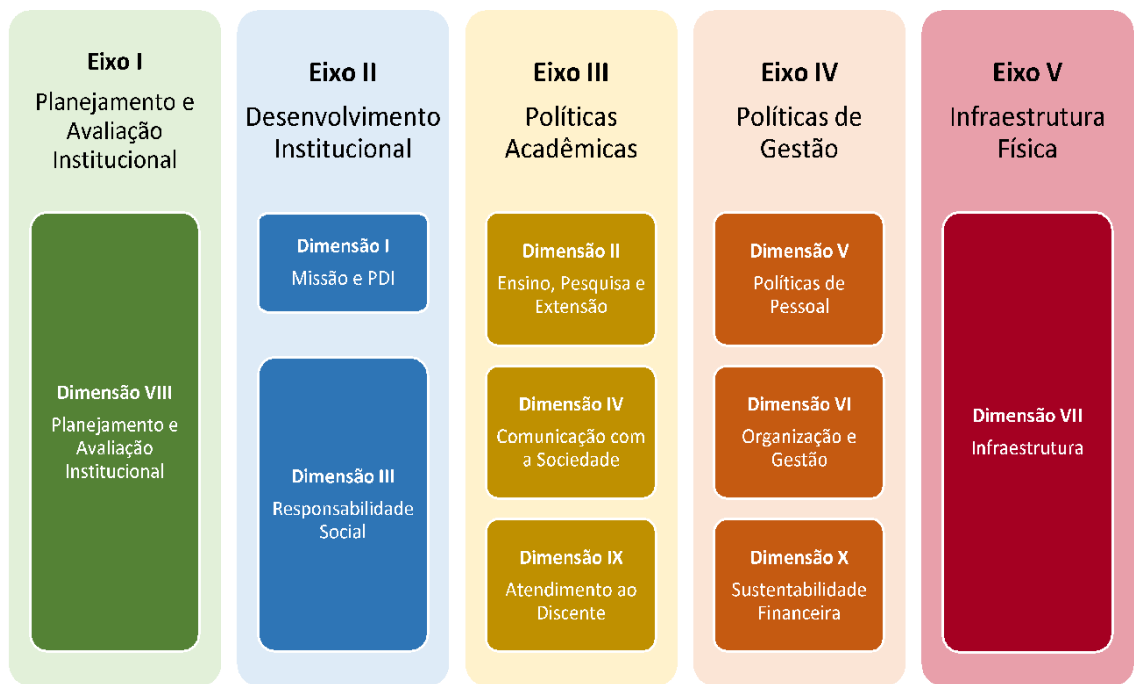 Eixo I
Planejamento e
Avaliação
Institucional
Dimensão VIII
Planejamento e
Avaliação
Institucional
Eixo II
Desenvolvimento
Institucional
Dimensão I
Missão e PDI
Dimensão III
Responsabilidade
Social
Eixo III
Políticas
Acadêmicas
Dimensão II
Ensino, Pesquisa e
Extensão
Dimensão IV
Comunicação com
a Sociedade
Dimensão IX
Atendimento ao
Discente
Eixo IV
Políticas de
Gestão
Dimensão V
Políticas de
Pessoal
Dimensão VI
Organização e
Gestão
Dimensão X
Sustentabilidade
Financeira
Eixo V
Infraestrutura
Física
Dimensão VII
Infraestrutura